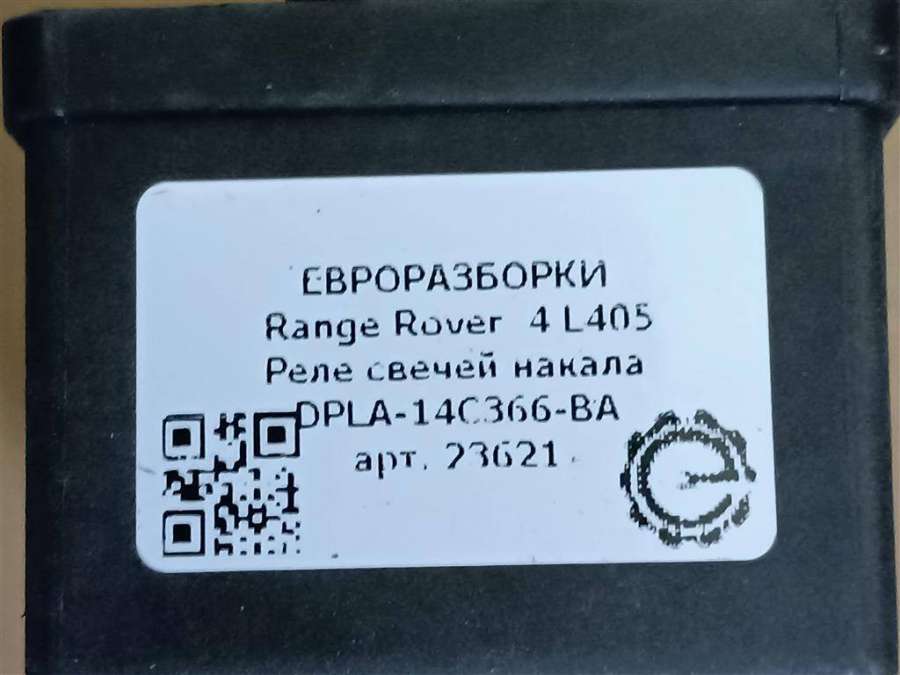 ЕВРОРАЗБОРКИ
Range Rover 4 L405
Реле свечей накала
DPLA-14C366-BA
арт. 23621